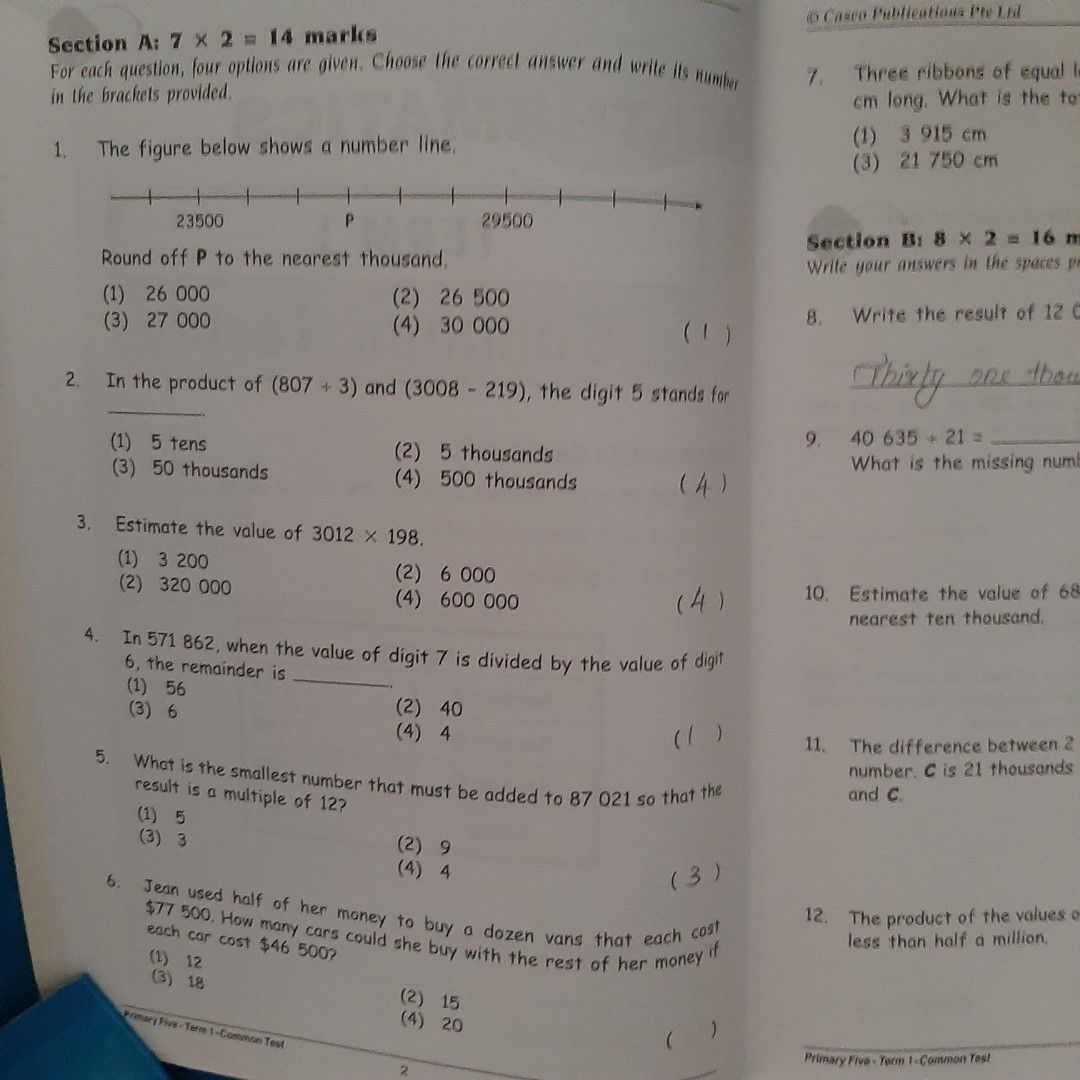 Section A: 7 × 2 = 14 marks
For each question, four options are given. Choose the correct answer and write its number
in the brackets provided.
1. The figure below shows a number line.
23500 P 29500
Round off P to the nearest thousand.
(1) 26 000 (2) 26 500
(3) 27 000 (4) 30 000 ( 1 )
2. In the product of (807 ÷ 3) and (3008 - 219), the digit 5 stands for
__________.
(1) 5 tens (2) 5 thousands
(3) 50 thousands (4) 500 thousands ( 4 )
3. Estimate the value of 3012 × 198.
(1) 3 200 (2) 6 000
(2) 320 000 (4) 600 000 ( 4 )
4. In 571 862, when the value of digit 7 is divided by the value of digit
6, the remainder is __________.
(1) 56 (2) 40
(3) 6 (4) 4 ( 1 )
5. What is the smallest number that must be added to 87 021 so that the
result is a multiple of 12?
(1) 5 (2) 9
(3) 3 (4) 4 ( 3 )
6. Jean used half of her money to buy a dozen vans that each cost
$77 500. How many cars could she buy with the rest of her money if
each car cost $46 500?
(1) 12 (2) 15
(3) 18 (4) 20 ( )
Primary Five - Term 1 - Common Test
2
© Casco Publications Pte Ltd
7. Three ribbons of equal
cm long. What is the
(1) 3 915 cm
(3) 21 750 cm
Section B: 8 × 2 = 16
Write your answers in the spaces
8. Write the result of 12
Thirty one thou
9. 40 635 ÷ 21 = __________
What is the missing
10. Estimate the value of 68
nearest ten thousand.
11. The difference between 2
number. C is 21 thousands
and C.
12. The product of the values
less than half a million.
Primary Five - Term 1 - Common Test